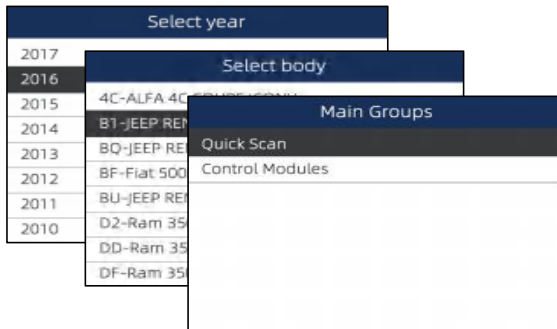 Select year
2017
2016
2015
2014
2013
2012
2011
2010
Select body
4C-ALFA 4C
B1-JEEP
BQ-JEEP
BF-Fiat 500
BU-JEEP
D2-Ram
DD-Ram
DF-Ram
Main Groups
Quick Scan
Control Modules